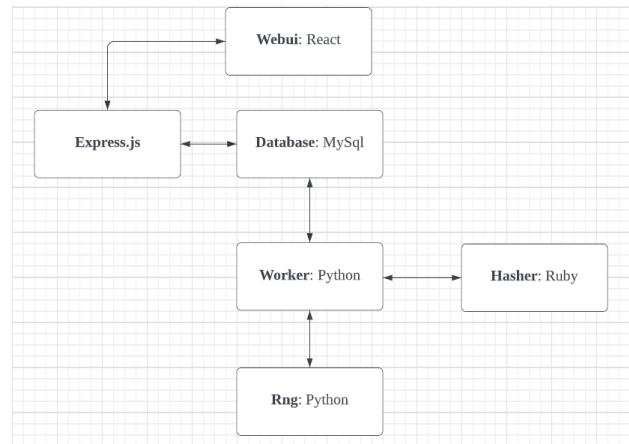 Webui: React
Express.js
Database: MySql
Worker: Python
Hasher: Ruby
Rng: Python